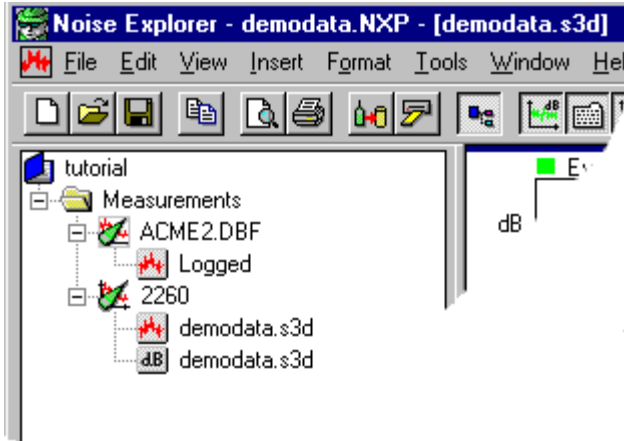 Noise Explorer - demodata.NXP - [demodata.s3d]
File Edit View Insert Format Tools Window
dB
tutorial
Measurements
ACME2.DBF
Logged
2260
demodata.s3d
dB demodata.s3d
dB